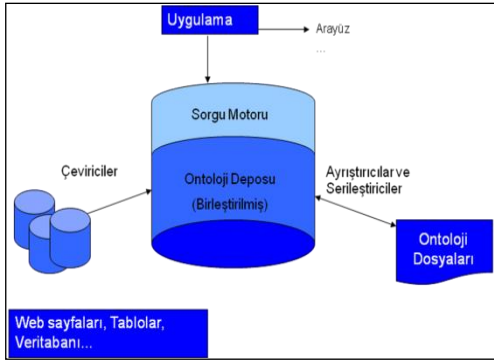 Uygulama
Arayüz
...
Sorgu Motoru
Çeviriciler
Ontoloji Deposu
(Birleştirilmiş)
Ayrıştırıcılar ve
Serileştiriciler
Ontoloji
Dosyaları
Web sayfaları, Tablolar,
Veritabanı...